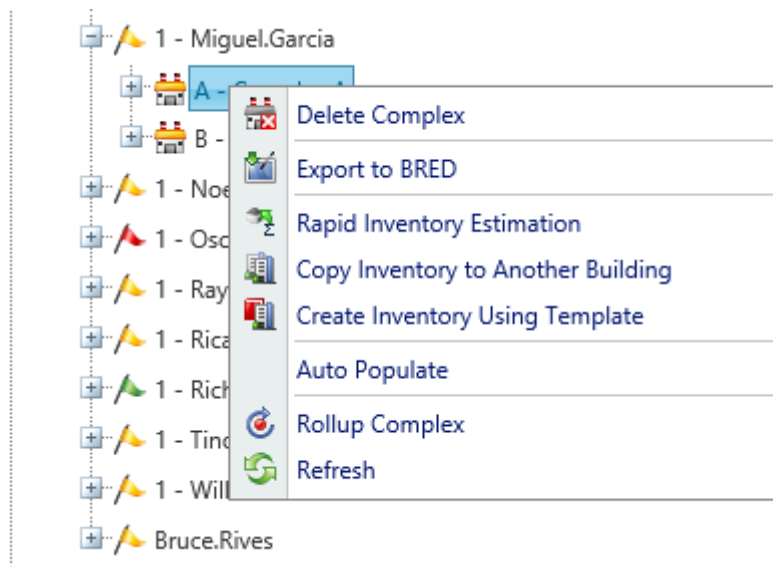 1 - Miguel.Garcia
A -
Delete Complex
B -
Export to BRED
1 - Noe
Rapid Inventory Estimation
1 - Osc
Copy Inventory to Another Building
1 - Ray
Create Inventory Using Template
1 - Rica
Auto Populate
1 - Rich
Rollup Complex
1 - Tino
Refresh
1 - Will
Bruce.Rives